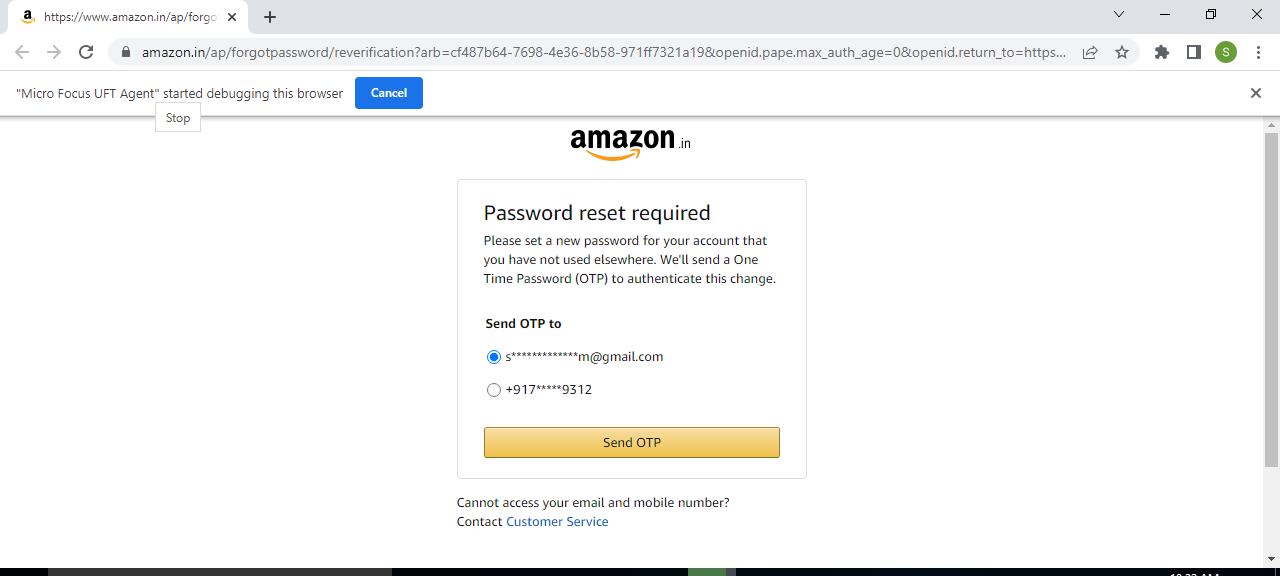 https://www.amazon.in/ap/forgo
amazon.in/ap/forgotpassword/reverification?arb=cf487b64-7698-4e36-8b58-971ff7321a19&openid.pape.max_auth_age=0&openid.return_to=https...
S
"Micro Focus UFT Agent" started debugging this browser
Cancel
Stop
amazon.in
Password reset required
Please set a new password for your account that
you have not used elsewhere. We'll send a One
Time Password (OTP) to authenticate this change.
Send OTP to
s*************m@gmail.com
+917*****9312
Send OTP
Cannot access your email and mobile number?
Contact Customer Service